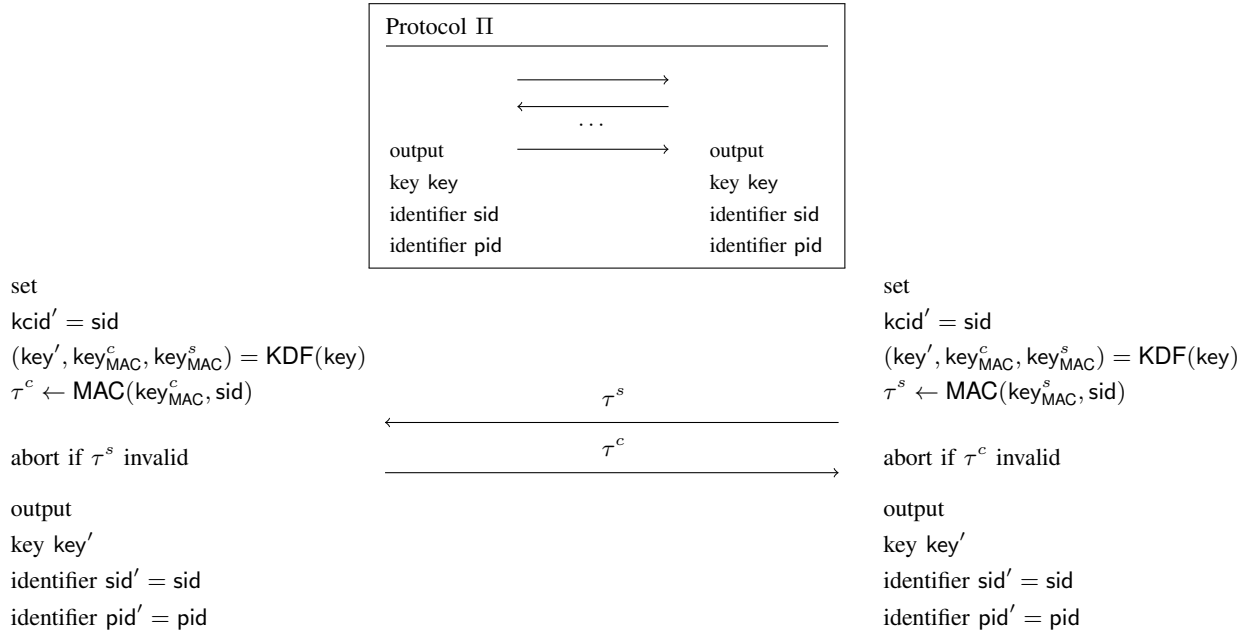 Protocol Π
. . .
output output
key key key key
identifier sid identifier sid
identifier pid identifier pid
set set
kcid′ = sid kcid′ = sid
(key′, key^c_MAC, key^s_MAC) = KDF(key) (key′, key^c_MAC, key^s_MAC) = KDF(key)
τ^c ← MAC(key^c_MAC, sid) τ^s τ^s ← MAC(key^s_MAC, sid)
τ^c
abort if τ^s invalid abort if τ^c invalid
output output
key key′ key key′
identifier sid′ = sid identifier sid′ = sid
identifier pid′ = pid identifier pid′ = pid